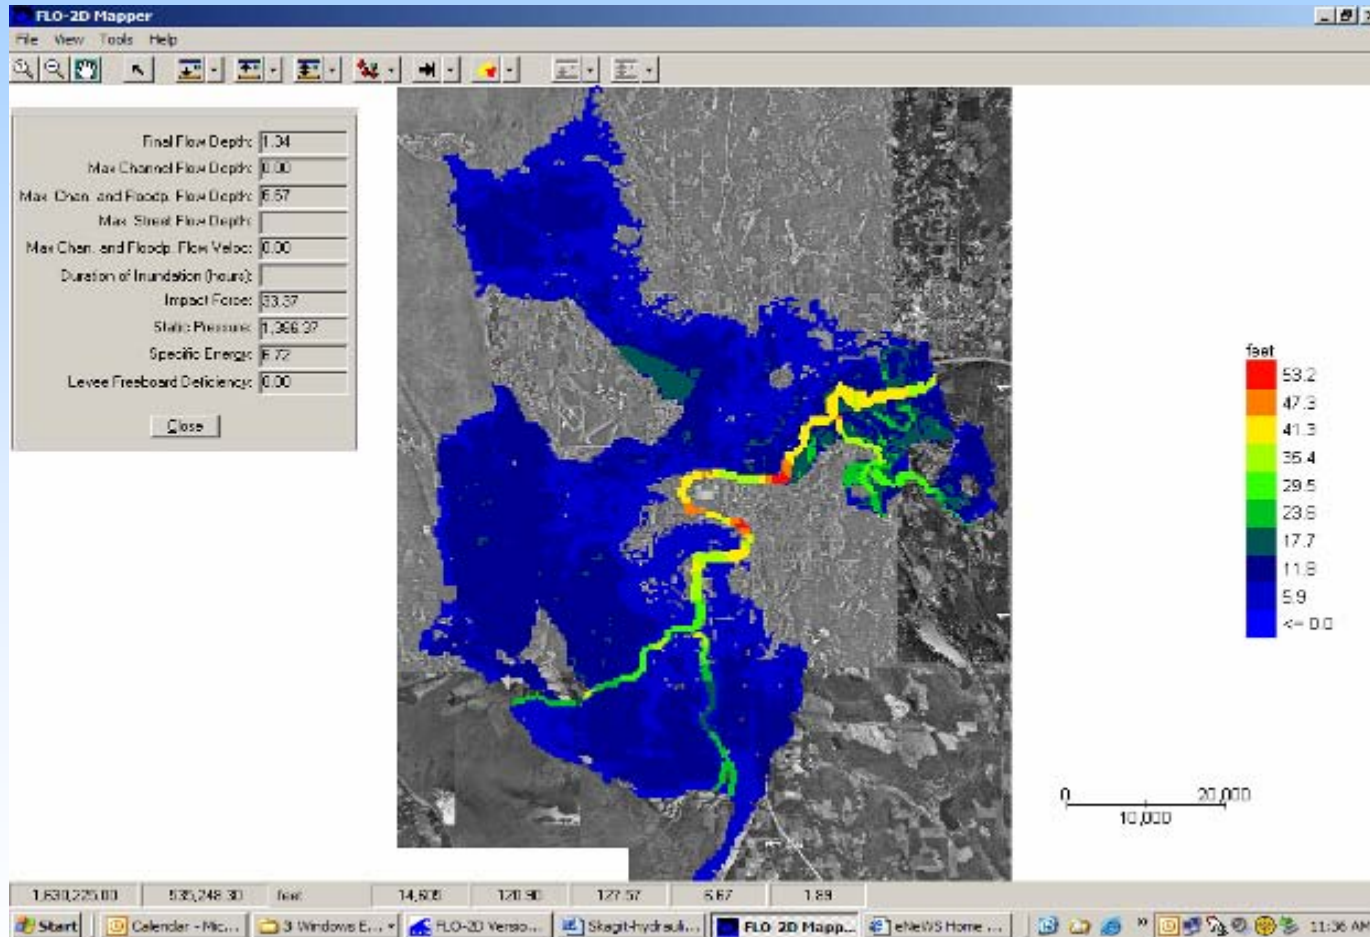 FLO-2D Mapper
File View Tools Help
Final Flow Depth: 1.04
Max Channel Flow Depth: 0.00
Max. Chan. and Floodp. Flow Depth: 6.67
Max. Street Flow Depth:
Max Chan. and Floodp. Flow Veloc: 0.00
Duration of Inundation (hours):
Impact Force: 33.37
Static Pressure: 1,386.37
Specific Energy: 6.72
Levee Freeboard Deficiency: 0.00
Close
feet
53.2
47.3
41.3
35.4
29.5
23.6
17.7
11.8
5.9
<= 0.0
0 20,000
10,000
1,630,225.00 535,248.30 feet 14,605 120.90 127.57 6.67 1.89
Start Calendar - Mic... 3 Windows E... FLO-2D Versio... Skagit-hydrauli... FLO-2D Mapp... eNeWS Home ... » 11:36 AM